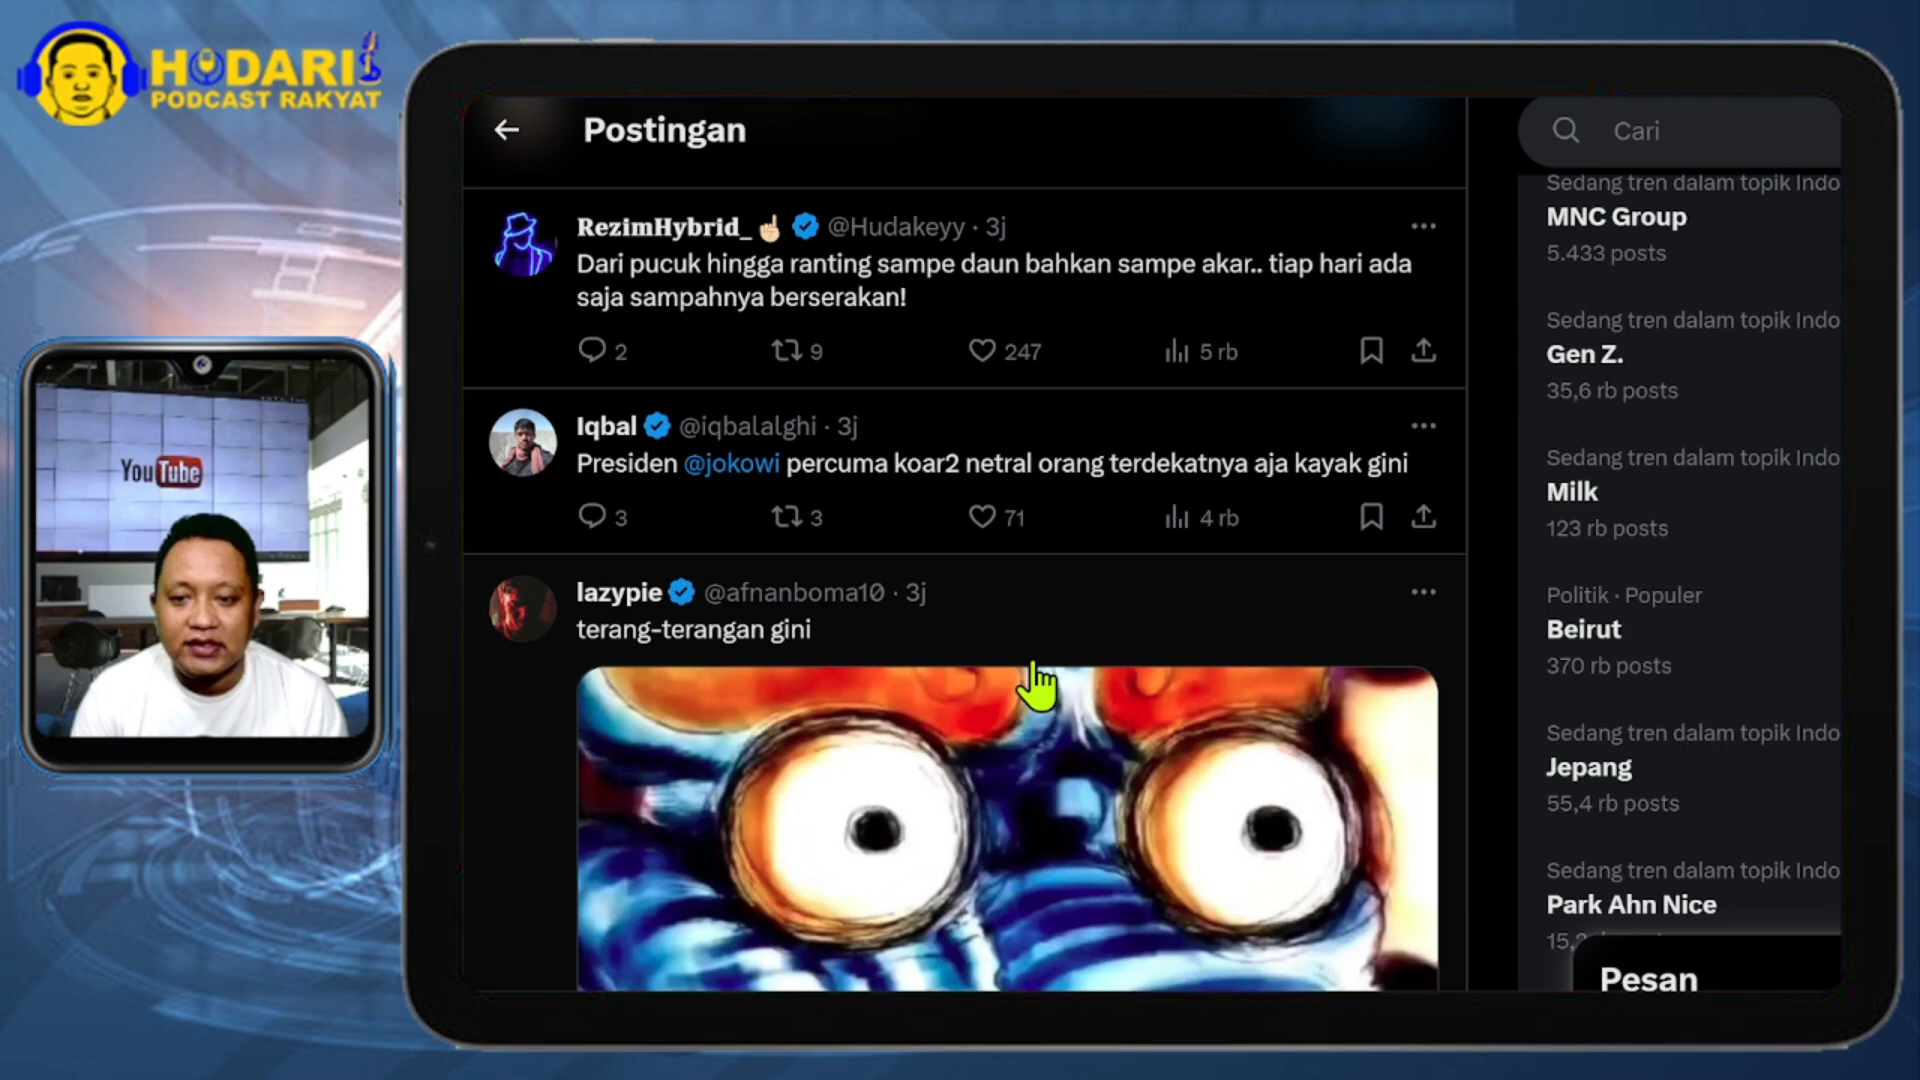 HUDARIS
PODCAST RAKYAT
YouTube
Postingan
RezimHybrid_ @Hudakeyy · 3j
Dari pucuk hingga ranting sampe daun bahkan sampe akar.. tiap hari ada
saja sampahnya berserakan!
2 9 247 5 rb
Iqbal @iqbalalghi · 3j
Presiden @jokowi percuma koar2 netral orang terdekatnya aja kayak gini
3 3 71 4 rb
lazypie @afnanboma10 · 3j
terang-terangan gini
Cari
Sedang tren dalam topik Indo
MNC Group
5.433 posts
Sedang tren dalam topik Indo
Gen Z.
35,6 rb posts
Sedang tren dalam topik Indo
Milk
123 rb posts
Politik · Populer
Beirut
370 rb posts
Sedang tren dalam topik Indo
Jepang
55,4 rb posts
Sedang tren dalam topik Indo
Park Ahn Nice
Pesan